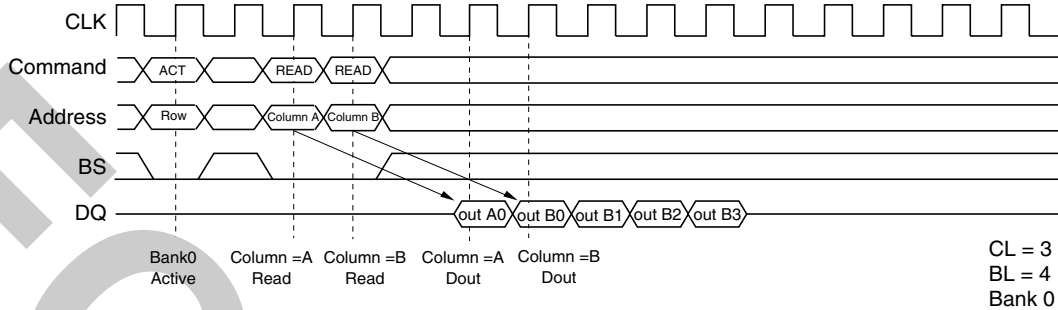 CLK
Command ACT READ READ
Address Row Column A Column B
BS
DQ out A0 out B0 out B1 out B2 out B3
Bank0 Active
Column =A Read
Column =B Read
Column =A Dout
Column =B Dout
CL = 3
BL = 4
Bank 0